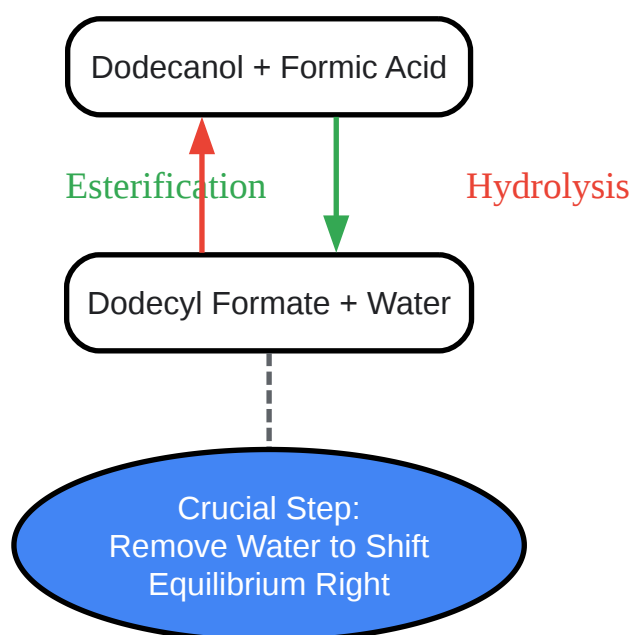 Dodecanol + Formic Acid
Esterification
Hydrolysis
Dodecyl Formate + Water
Crucial Step:
Remove Water to Shift
Equilibrium Right